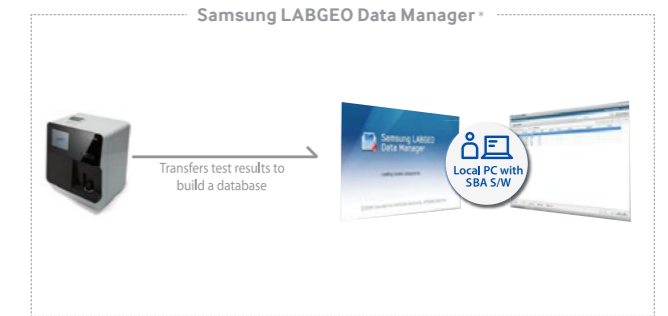 Samsung LABGEO Data Manager*
Transfers test results to
build a database
Samsung LABGEO
Data Manager
Local PC with
SBA S/W